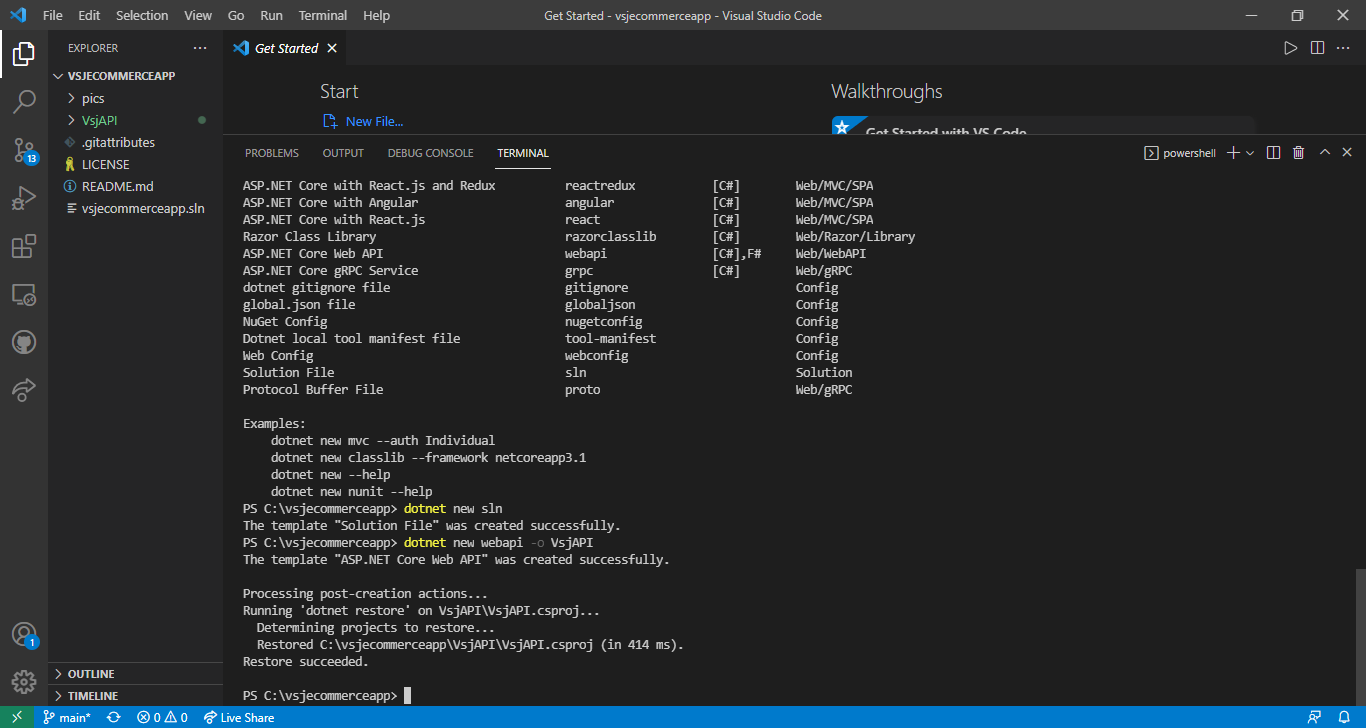 File Edit Selection View Go Run Terminal Help
Get Started - vsjecommerceapp - Visual Studio Code
EXPLORER
VSJECOMMERCEAPP
pics
VsjAPI
.gitattributes
LICENSE
README.md
vsjecommerceapp.sln
OUTLINE
TIMELINE
13
1
Get Started
Start
New File...
Walkthroughs
Get Started with VS Code
PROBLEMS OUTPUT DEBUG CONSOLE TERMINAL
powershell
ASP.NET Core with React.js and Redux reactredux [C#] Web/MVC/SPA
ASP.NET Core with Angular angular [C#] Web/MVC/SPA
ASP.NET Core with React.js react [C#] Web/MVC/SPA
Razor Class Library razorclasslib [C#] Web/Razor/Library
ASP.NET Core Web API webapi [C#],F# Web/WebAPI
ASP.NET Core gRPC Service grpc [C#] Web/gRPC
dotnet gitignore file gitignore Config
global.json file globaljson Config
NuGet Config nugetconfig Config
Dotnet local tool manifest file tool-manifest Config
Web Config webconfig Config
Solution File sln Solution
Protocol Buffer File proto Web/gRPC
Examples:
dotnet new mvc --auth Individual
dotnet new classlib --framework netcoreapp3.1
dotnet new --help
dotnet new nunit --help
PS C:\vsjecommerceapp> dotnet new sln
The template "Solution File" was created successfully.
PS C:\vsjecommerceapp> dotnet new webapi -o VsjAPI
The template "ASP.NET Core Web API" was created successfully.
Processing post-creation actions...
Running 'dotnet restore' on VsjAPI\VsjAPI.csproj...
Determining projects to restore...
Restored C:\vsjecommerceapp\VsjAPI\VsjAPI.csproj (in 414 ms).
Restore succeeded.
PS C:\vsjecommerceapp>
main* 0 0 Live Share